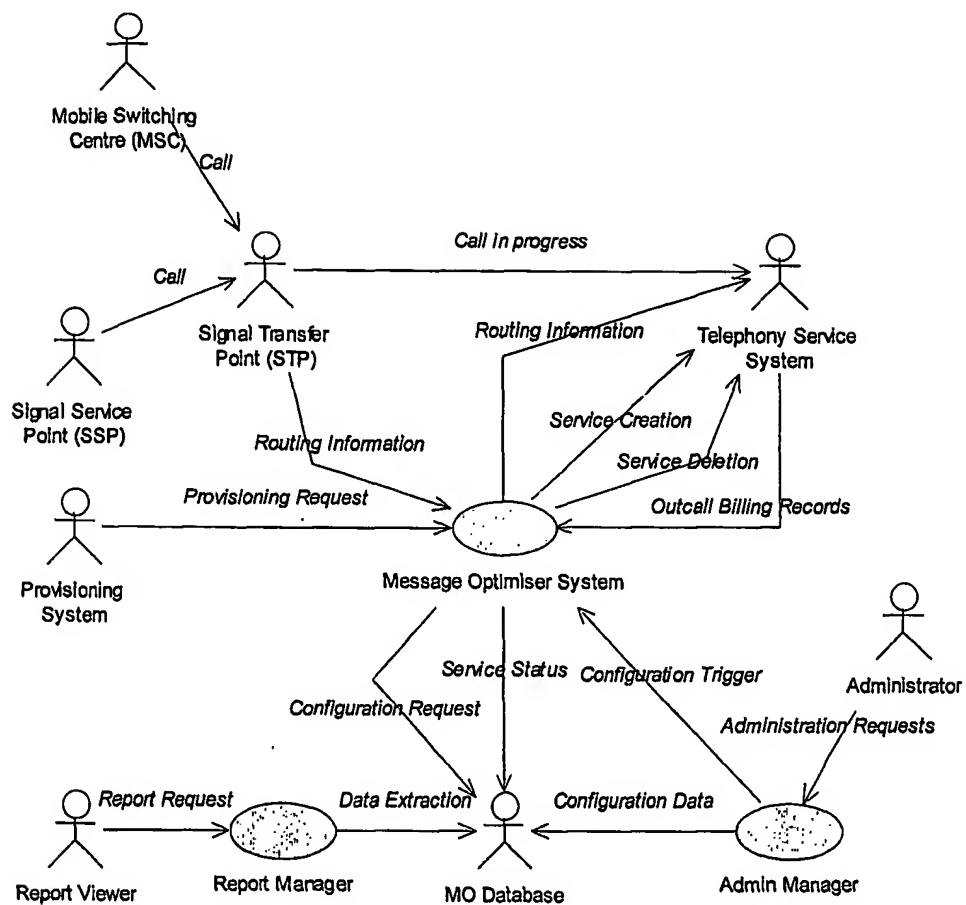 Mobile Switching
Centre (MSC)
Call
Call in progress
Call
Signal Transfer
Point (STP)
Routing Information
Telephony Service
System
Signal Service
Point (SSP)
Service Creation
Routing Information
Service Deletion
Provisioning Request
Outcall Billing Records
Provisioning
System
Message Optimiser System
Service Status
Configuration Trigger
Administrator
Configuration Request
Administration Requests
Report Request
Data Extraction
Configuration Data
Report Viewer
Report Manager
MO Database
Admin Manager